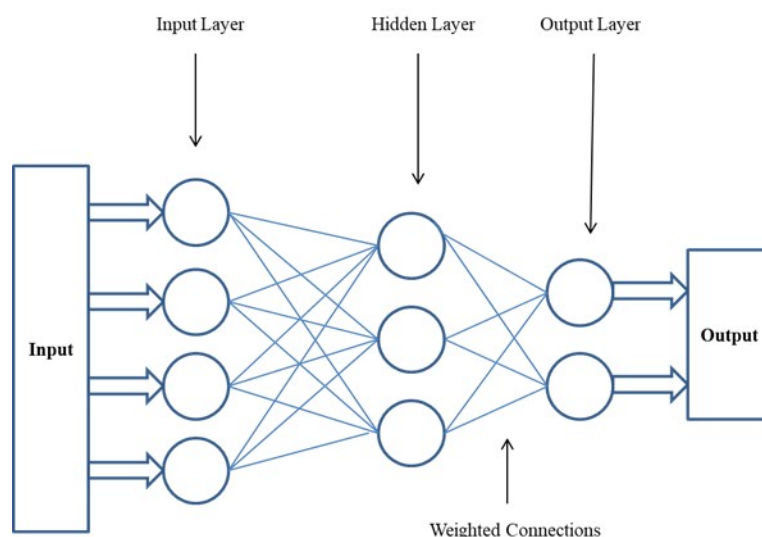 Input Layer
Hidden Layer
Output Layer
Input
Output
Weighted Connections